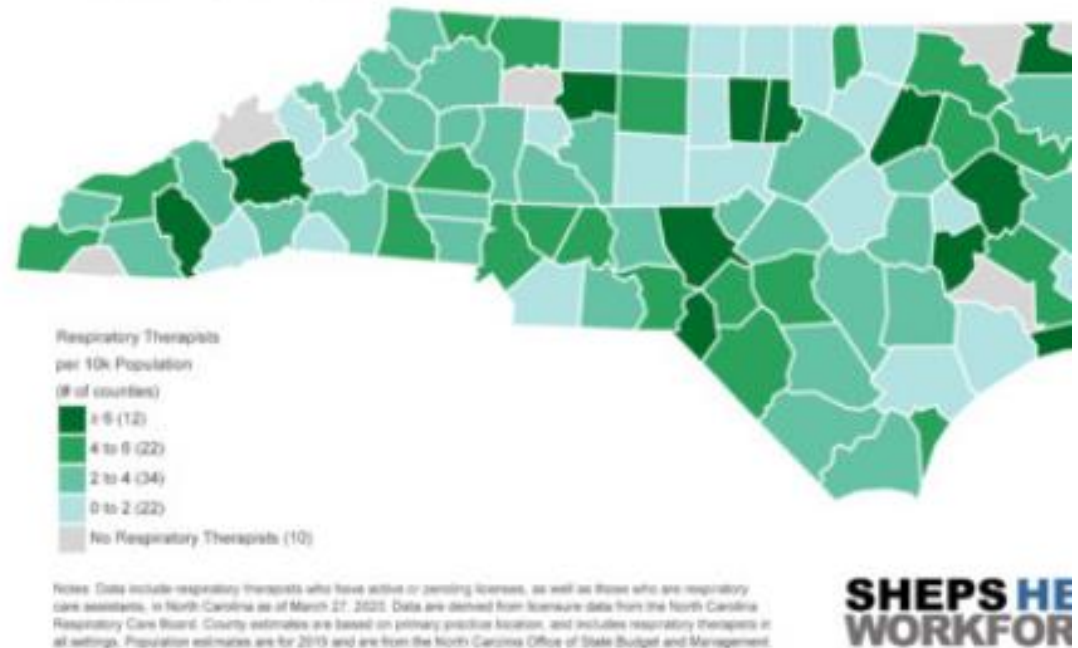 Respiratory Therapists
per 10k Population
(# of counties)
≥ 6 (12)
4 to 6 (22)
2 to 4 (34)
0 to 2 (22)
No Respiratory Therapists (10)
Notes: Data include respiratory therapists who have active or pending licenses, as well as those who are respiratory
care assistants, in North Carolina as of March 27, 2020. Data are derived from licensure data from the North Carolina
Respiratory Care Board. County estimates are based on primary practice location, and includes respiratory therapists in
all settings. Population estimates are for 2019 and are from the North Carolina Office of State Budget and Management.
SHEPS HE
WORKFOR